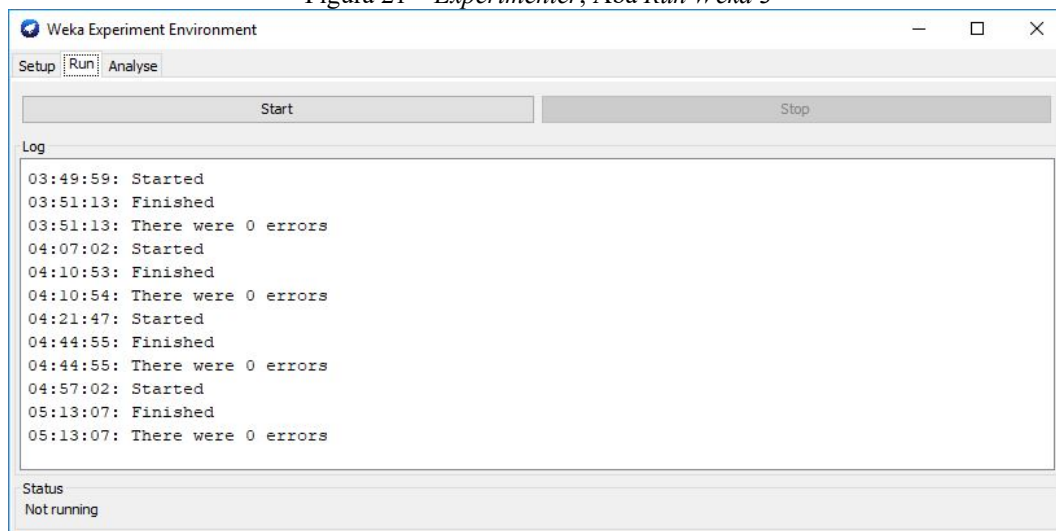 Figura 21 – Experimenter, Aba Run Weka 3
Weka Experiment Environment
Setup Run Analyse
Start Stop
Log
03:49:59: Started
03:51:13: Finished
03:51:13: There were 0 errors
04:07:02: Started
04:10:53: Finished
04:10:54: There were 0 errors
04:21:47: Started
04:44:55: Finished
04:44:55: There were 0 errors
04:57:02: Started
05:13:07: Finished
05:13:07: There were 0 errors
Status
Not running